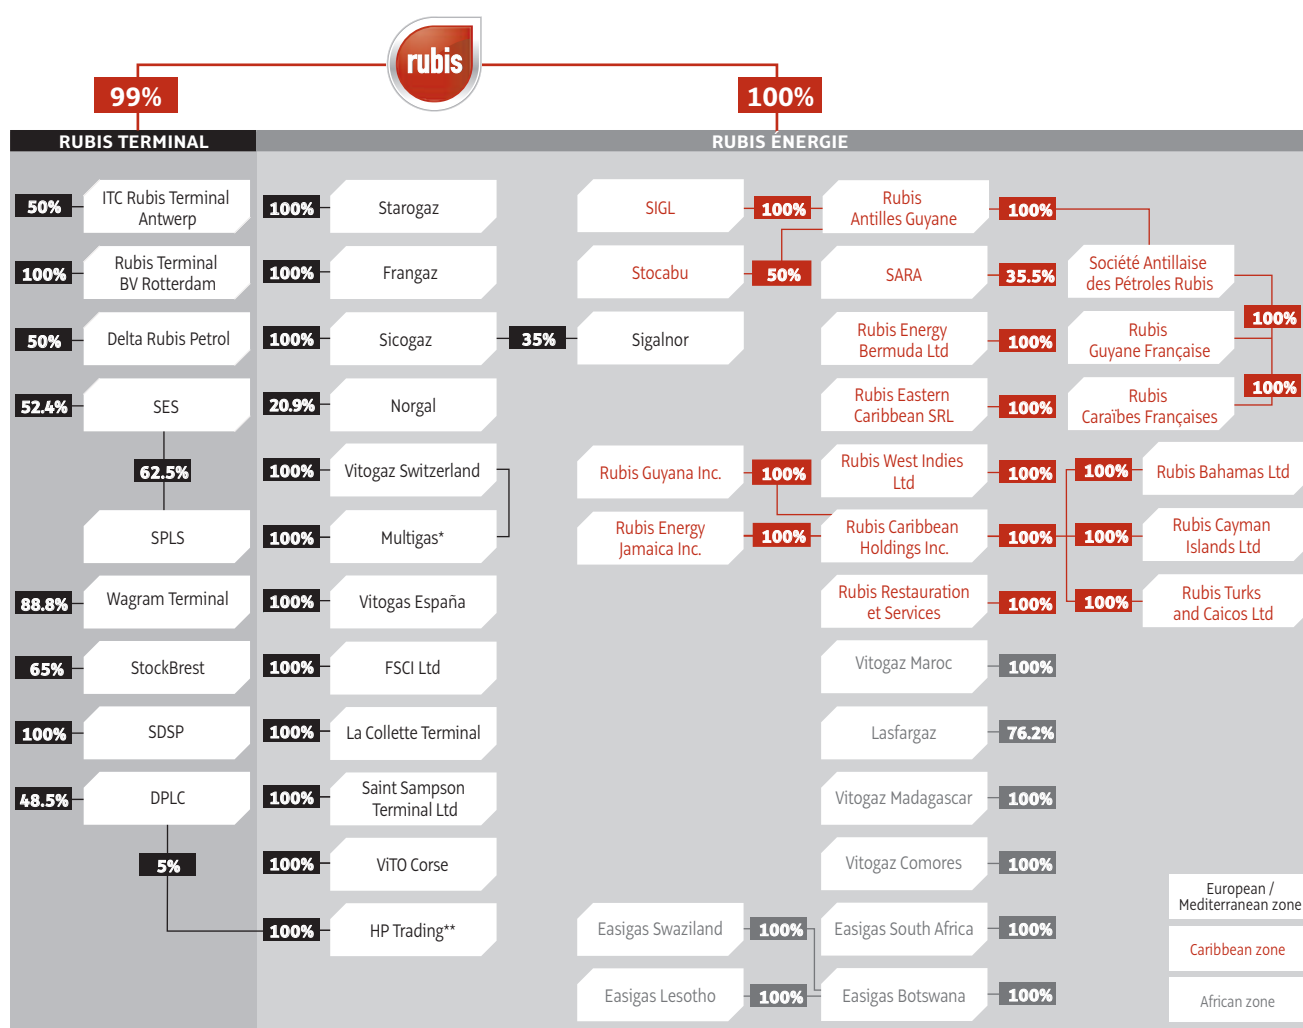 rubis
99%
100%
RUBIS TERMINAL
RUBIS ÉNERGIE
50%
ITC Rubis Terminal
Antwerp
100%
Rubis Terminal
BV Rotterdam
50%
Delta Rubis Petrol
52.4%
SES
62.5%
SPLS
88.8%
Wagram Terminal
65%
StockBrest
100%
SDSP
48.5%
DPLC
5%
100%
Starogaz
100%
Frangaz
100%
Sicogaz
35%
Sigalnor
20.9%
Norgal
100%
Vitogaz Switzerland
100%
Multigas*
100%
Vitogas España
100%
FSCI Ltd
100%
La Collette Terminal
100%
Saint Sampson
Terminal Ltd
100%
ViTO Corse
100%
HP Trading**
SIGL
100%
Rubis
Antilles Guyane
100%
Stocabu
50%
SARA
35.5%
Société Antillaise
des Pétroles Rubis
100%
Rubis Energy
Bermuda Ltd
100%
Rubis
Guyane Française
100%
Rubis Eastern
Caribbean SRL
100%
Rubis
Caraïbes Françaises
Rubis Guyana Inc.
100%
Rubis West Indies
Ltd
100%
100%
Rubis Bahamas Ltd
Rubis Energy
Jamaica Inc.
100%
Rubis Caribbean
Holdings Inc.
100%
100%
Rubis Cayman
Islands Ltd
Rubis Restauration
et Services
100%
100%
Rubis Turks
and Caicos Ltd
Vitogaz Maroc
100%
Lasfargaz
76.2%
Vitogaz Madagascar
100%
Vitogaz Comores
100%
Easigas Swaziland
100%
Easigas South Africa
100%
Easigas Lesotho
100%
Easigas Botswana
100%
European /
Mediterranean zone
Caribbean zone
African zone